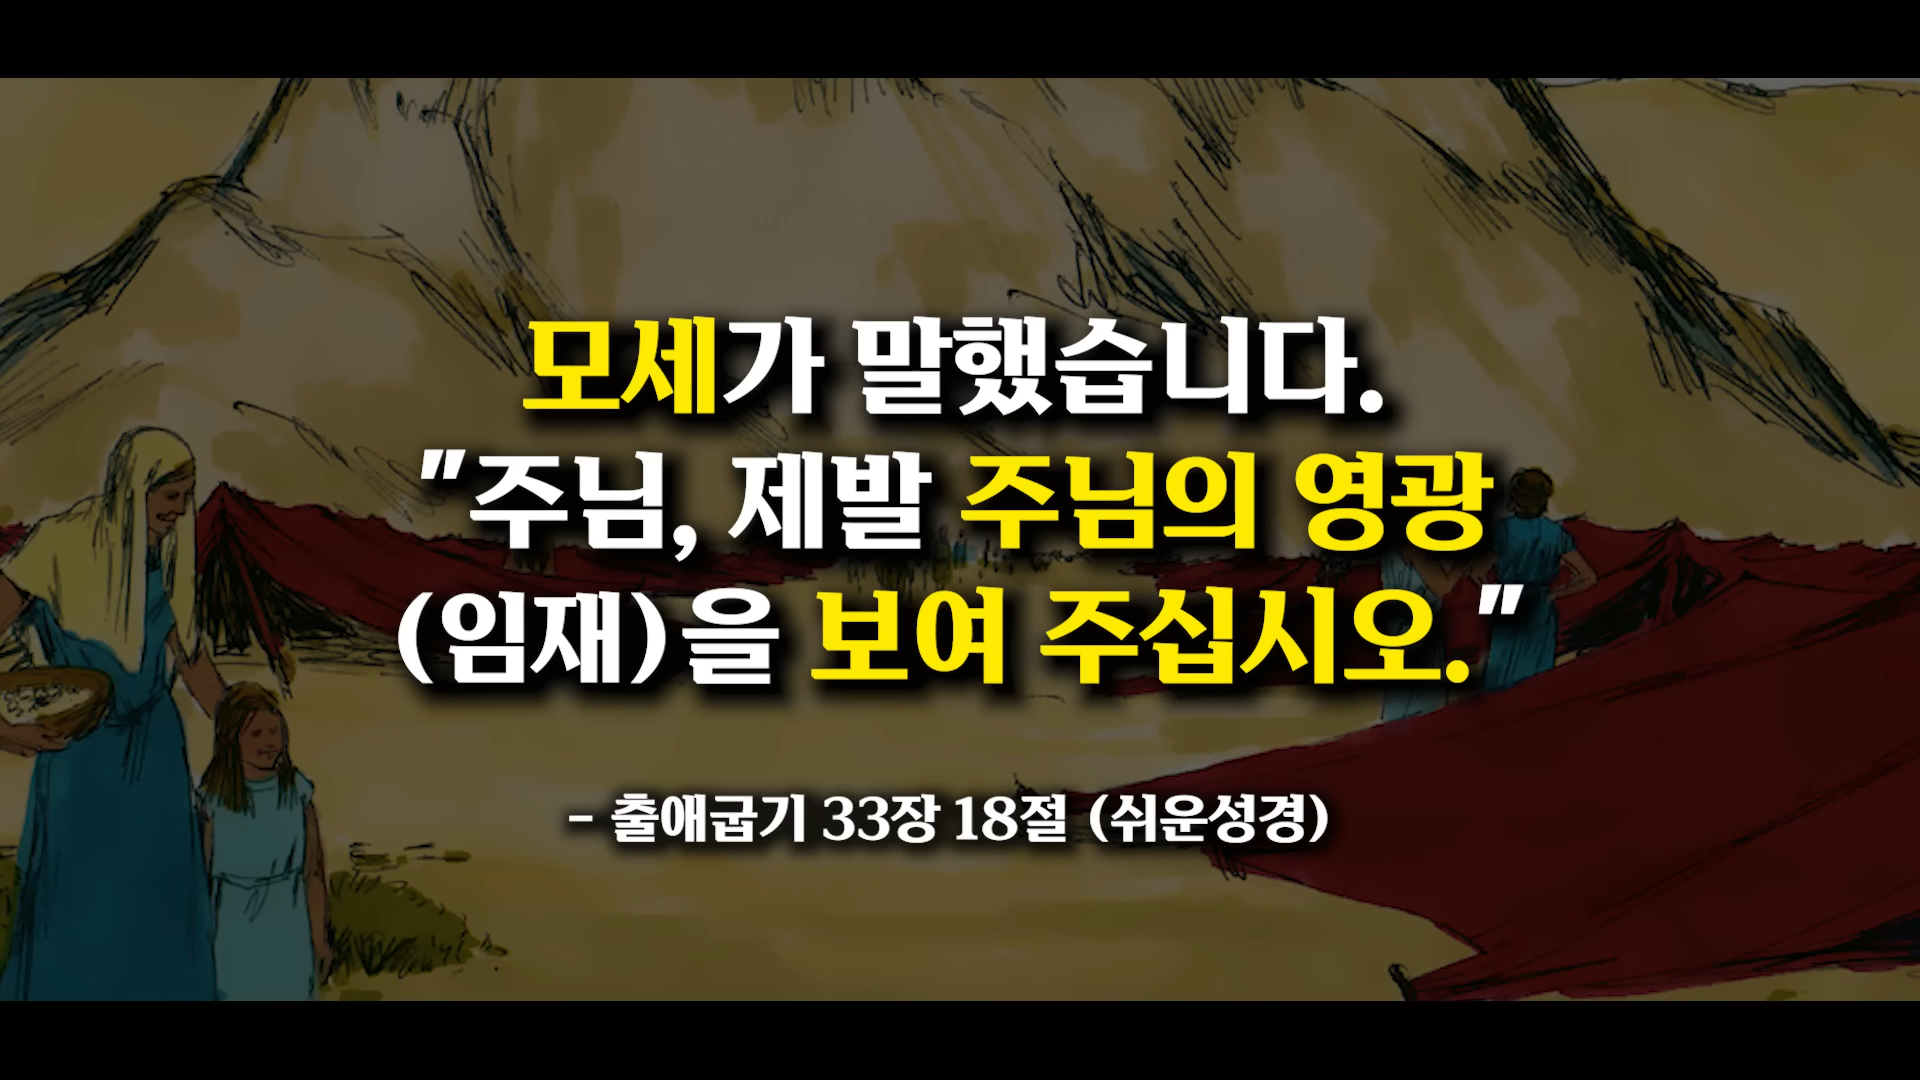 모세가 말했습니다.
"주님, 제발 주님의 영광
(임재)을 보여 주십시오."
- 출애굽기 33장 18절 (쉬운성경)